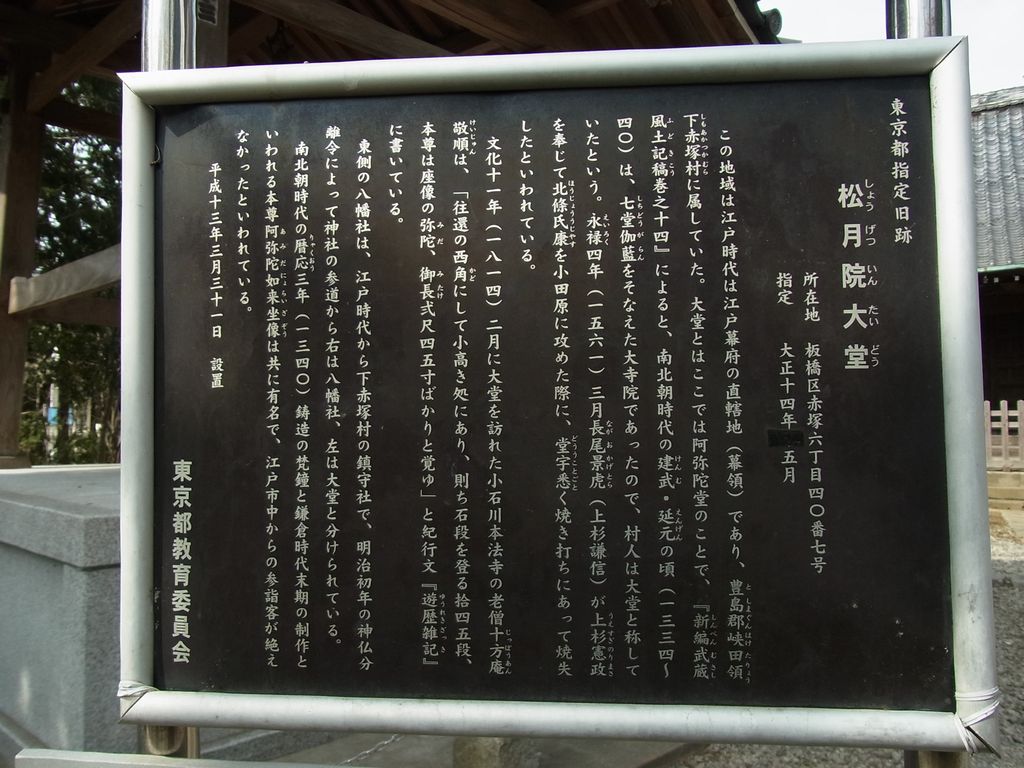 東京都指定旧跡
松月院大堂
所在地 板橋区赤塚六丁目四〇番七号
指定 大正十四年 五月
この地域は江戸時代は江戸幕府の直轄地（幕領）であり、豊島郡峡田領
下赤塚村に属していた。大堂とはここでは阿弥陀堂のことで、『新編武蔵
風土記稿巻之十四』によると、南北朝時代の建武・延元の頃（一三三四～
四〇）は、七堂伽藍をそなえた大寺院であったので、村人は大堂と称して
いたという。永禄四年（一五六一）三月長尾景虎（上杉謙信）が上杉憲政
を奉じて北條氏康を小田原に攻めた際に、堂宇悉く焼き打ちにあって焼失
したといわれている。
文化十一年（一八一四）二月に大堂を訪れた小石川本法寺の老僧十方庵
敬順は、「往還の西角にして小高き処にあり、則ち石段を登る拾四五段、
本尊は座像の弥陀、御長弐尺四五寸ばかりと覚ゆ」と紀行文『遊歴雑記』
に書いている。
東側の八幡社は、江戸時代から下赤塚村の鎮守社で、明治初年の神仏分
離令によって神社の参道から右は八幡社、左は大堂と分けられている。
南北朝時代の暦応三年（一三四〇）鋳造の梵鐘と鎌倉時代末期の制作と
いわれる本尊阿弥陀如来坐像は共に有名で、江戸市中からの参詣客が絶え
なかったといわれている。
平成十三年三月三十一日 設置
東京都教育委員会